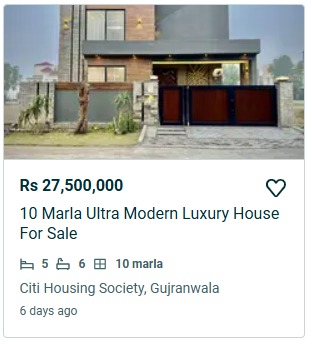 Rs 27,500,000
10 Marla Ultra Modern Luxury House
For Sale
5 6 10 marla
Citi Housing Society, Gujranwala
6 days ago